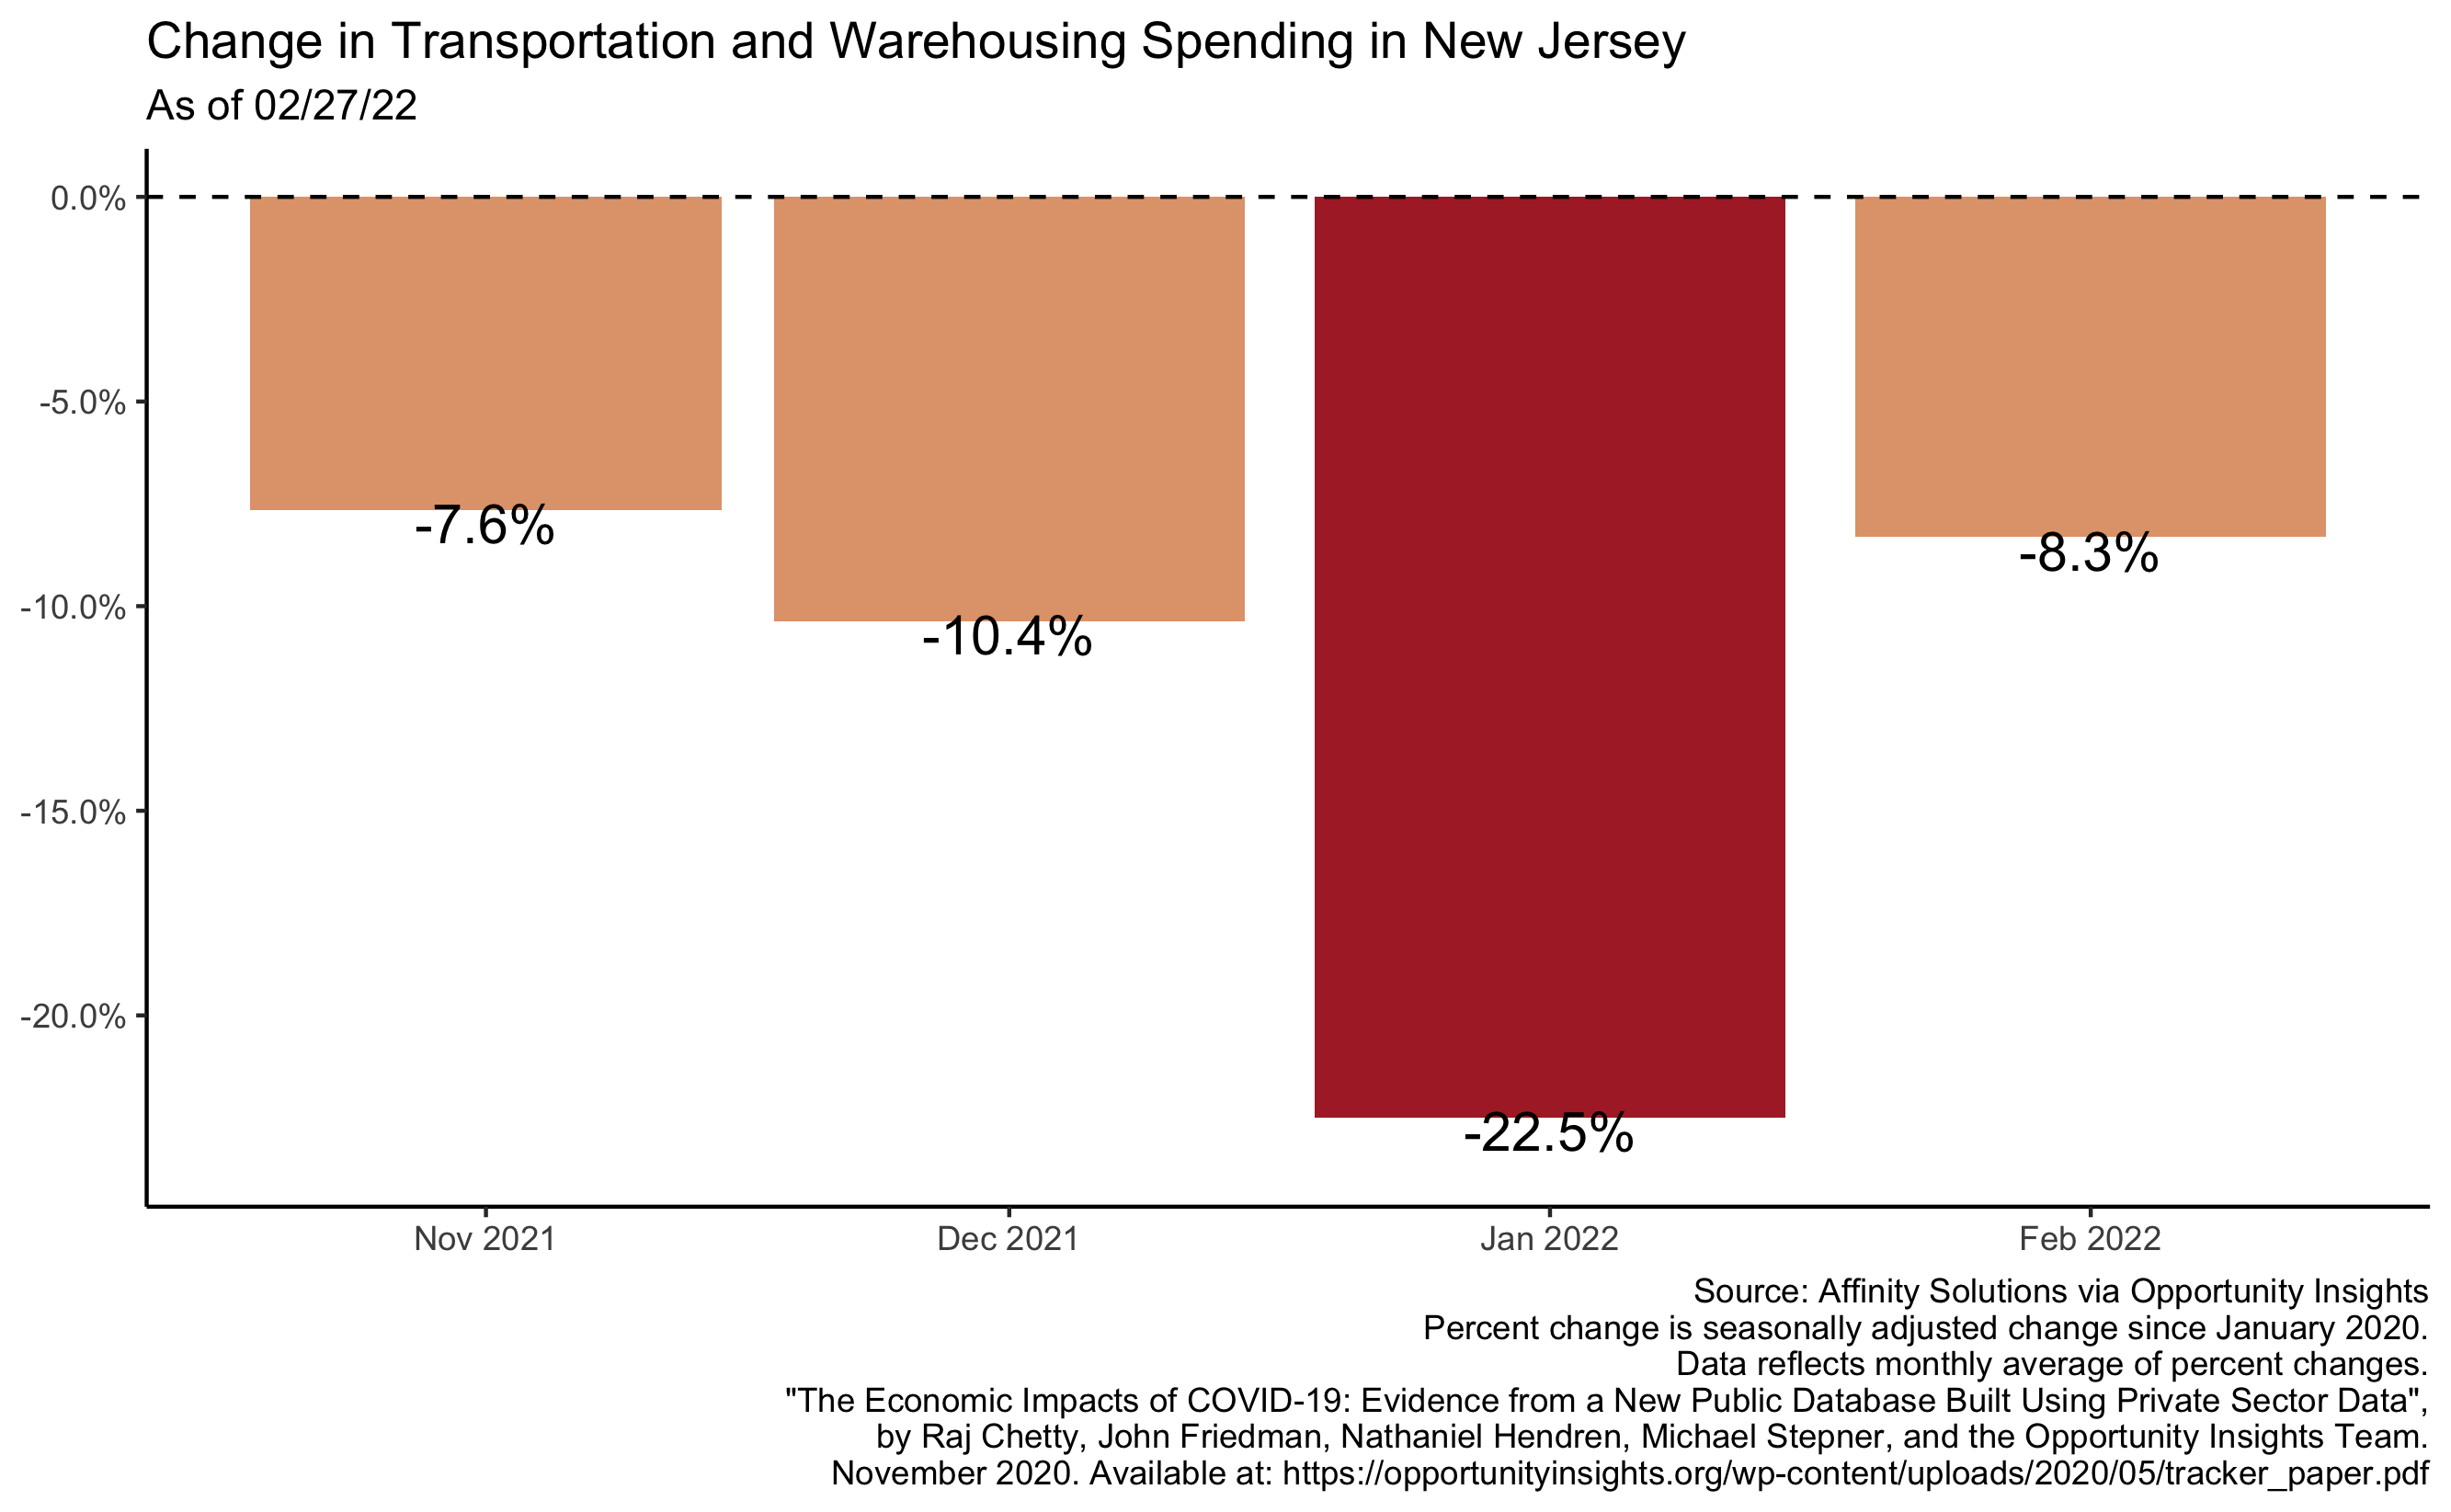 Change in Transportation and Warehousing Spending in New Jersey
As of 02/27/22
0.0%
-5.0%
-10.0%
-15.0%
-20.0%
-7.6%
-10.4%
-22.5%
-8.3%
Nov 2021
Dec 2021
Jan 2022
Feb 2022
Source: Affinity Solutions via Opportunity Insights
Percent change is seasonally adjusted change since January 2020.
Data reflects monthly average of percent changes.
"The Economic Impacts of COVID-19: Evidence from a New Public Database Built Using Private Sector Data",
by Raj Chetty, John Friedman, Nathaniel Hendren, Michael Stepner, and the Opportunity Insights Team.
November 2020. Available at: https://opportunityinsights.org/wp-content/uploads/2020/05/tracker_paper.pdf